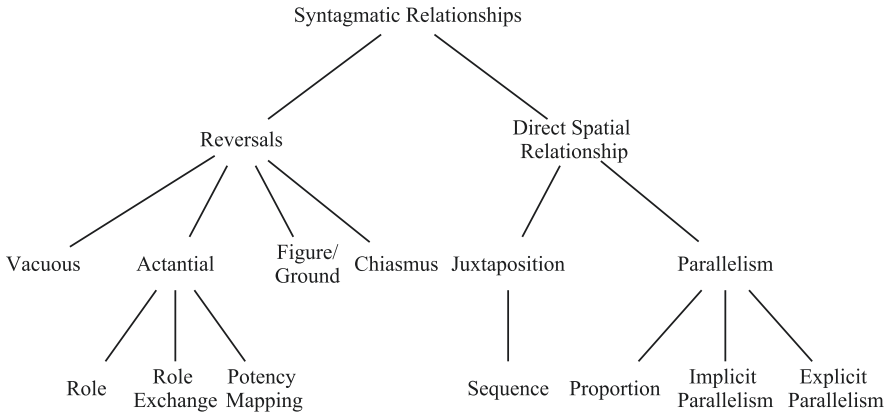 Syntagmatic Relationships
Reversals
Direct Spatial
Relationship
Vacuous
Actantial
Figure/
Ground
Chiasmus
Juxtaposition
Parallelism
Role
Role
Exchange
Potency
Mapping
Sequence
Proportion
Implicit
Parallelism
Explicit
Parallelism